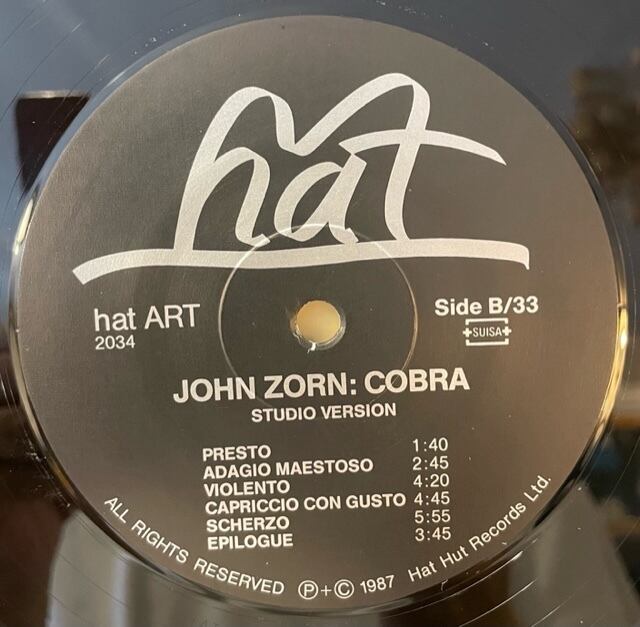 hat
hat ART
2034
Side B/33
SUISA
JOHN ZORN: COBRA
STUDIO VERSION
PRESTO 1:40
ADAGIO MAESTOSO 2:45
VIOLENTO 4:20
CAPRICCIO CON GUSTO 4:45
SCHERZO 5:55
EPILOGUE 3:45
ALL RIGHTS RESERVED Ⓟ+© 1987 Hat Hut Records Ltd.